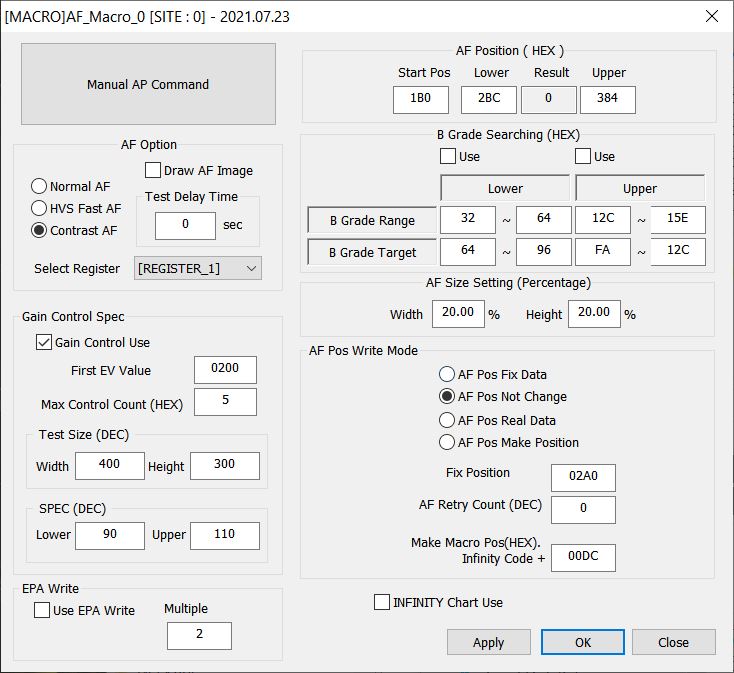 [MACRO]AF_Macro_0 [SITE : 0] - 2021.07.23
Manual AP Command
AF Option
Draw AF Image
Normal AF
HVS Fast AF
Contrast AF
Test Delay Time
0 sec
Select Register [REGISTER_1]
Gain Control Spec
Gain Control Use
First EV Value 0200
Max Control Count (HEX) 5
Test Size (DEC)
Width 400 Height 300
SPEC (DEC)
Lower 90 Upper 110
EPA Write
Use EPA Write Multiple
2
AF Position ( HEX )
Start Pos Lower Result Upper
1B0 2BC 0 384
B Grade Searching (HEX)
Use Use
Lower Upper
B Grade Range 32 ~ 64 12C ~ 15E
B Grade Target 64 ~ 96 FA ~ 12C
AF Size Setting (Percentage)
Width 20.00 % Height 20.00 %
AF Pos Write Mode
AF Pos Fix Data
AF Pos Not Change
AF Pos Real Data
AF Pos Make Position
Fix Position 02A0
AF Retry Count (DEC) 0
Make Macro Pos(HEX).
Infinity Code + 00DC
INFINITY Chart Use
Apply OK Close